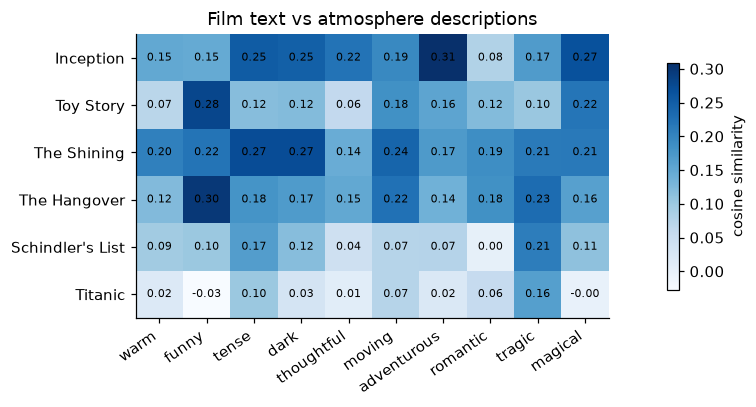 Film text vs atmosphere descriptions
Inception 0.15 0.15 0.25 0.25 0.22 0.19 0.31 0.08 0.17 0.27
Toy Story 0.07 0.28 0.12 0.12 0.06 0.18 0.16 0.12 0.10 0.22
The Shining 0.20 0.22 0.27 0.27 0.14 0.24 0.17 0.19 0.21 0.21
The Hangover 0.12 0.30 0.18 0.17 0.15 0.22 0.14 0.18 0.23 0.16
Schindler's List 0.09 0.10 0.17 0.12 0.04 0.07 0.07 0.00 0.21 0.11
Titanic 0.02 -0.03 0.10 0.03 0.01 0.07 0.02 0.06 0.16 -0.00
warm funny tense dark thoughtful moving adventurous romantic tragic magical
0.30
0.25
0.20
0.15
0.10
0.05
0.00
cosine similarity